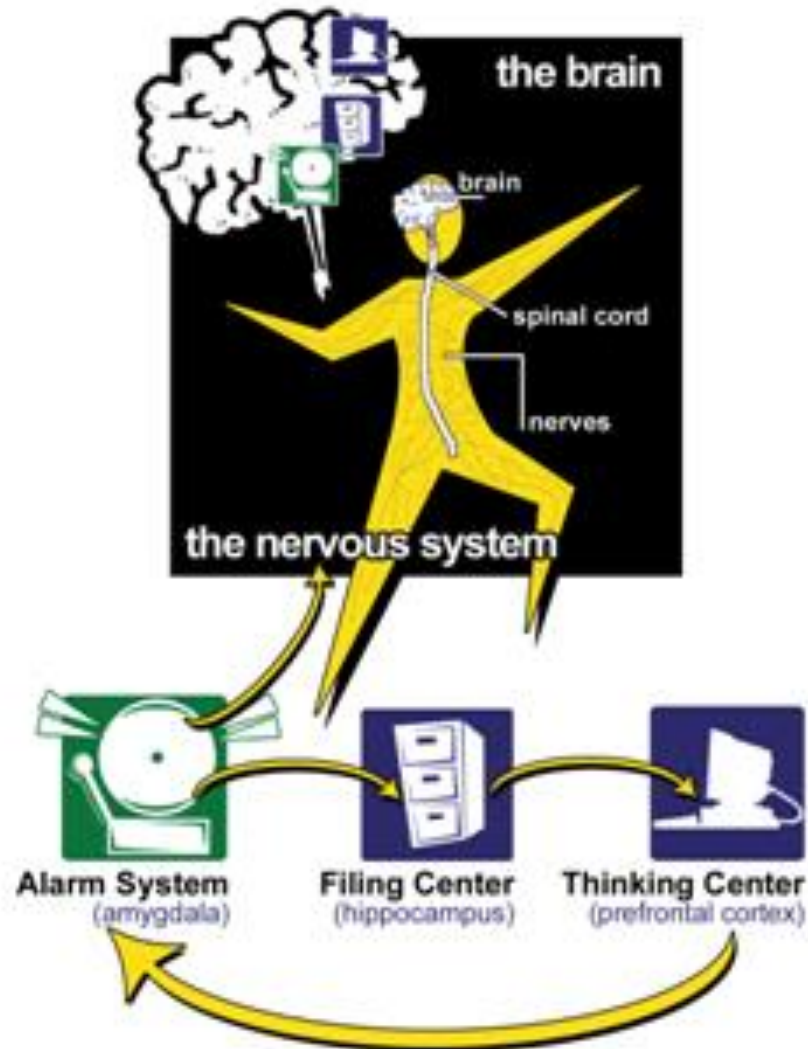 the brain
brain
spinal cord
nerves
the nervous system
Alarm System
(amygdala)
Filing Center
(hippocampus)
Thinking Center
(prefrontal cortex)